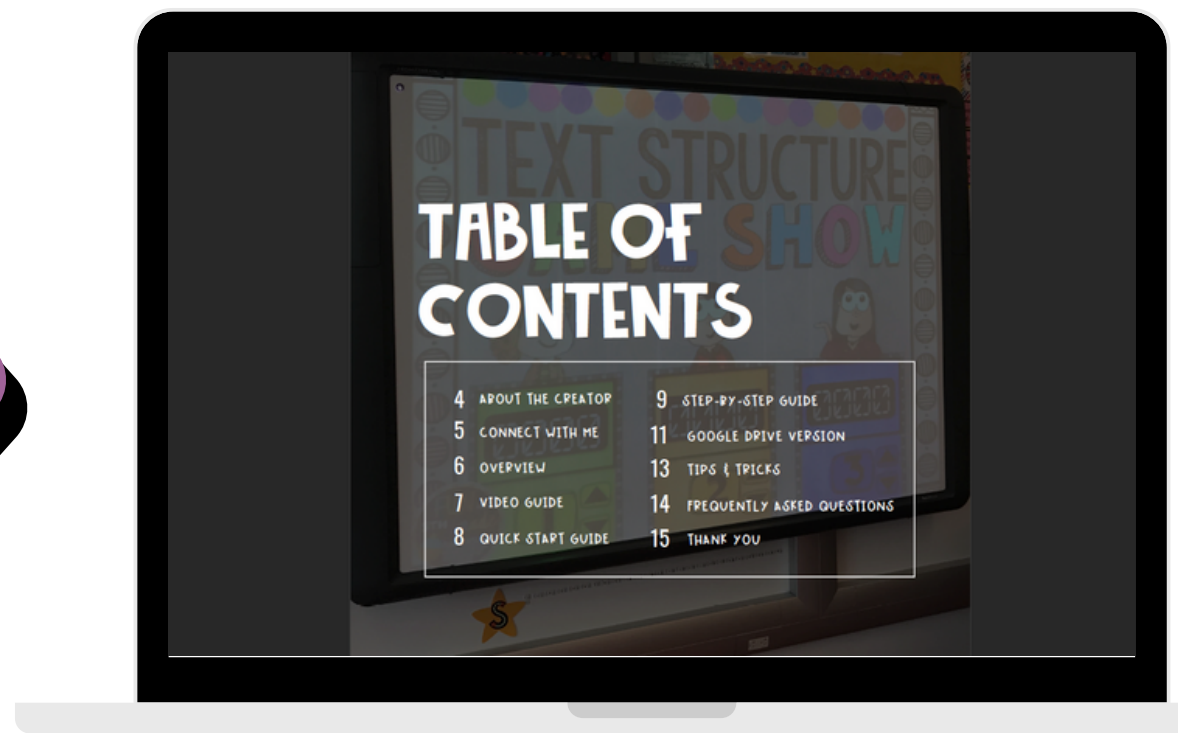 TEXT STRUCTURE
SHOW
TABLE OF
CONTENTS
4 ABOUT THE CREATOR
5 CONNECT WITH ME
6 OVERVIEW
7 VIDEO GUIDE
8 QUICK START GUIDE
9 STEP-BY-STEP GUIDE
11 GOOGLE DRIVE VERSION
13 TIPS & TRICKS
14 FREQUENTLY ASKED QUESTIONS
15 THANK YOU
S